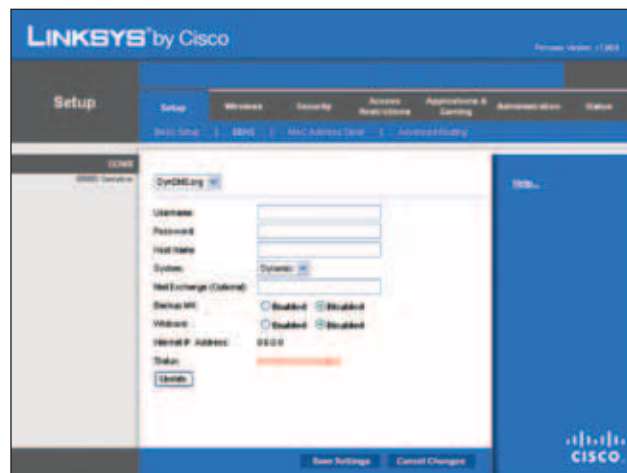 LINKSYS® by Cisco
Setup
Setup Wireless Security Access Restrictions Applications & Gaming Administration Status
Basic Setup | DDNS | MAC Address Clone | Advanced Routing
DDNS
DDNS Service
DynDNS.org
Help...
Username:
Password:
Host Name:
System: Dynamic
Mail Exchange (Optional):
Backup MX: Enabled Disabled
Wildcard: Enabled Disabled
Internet IP Address: 0.0.0.0
Status:
Update
Save Settings Cancel Changes
CISCO